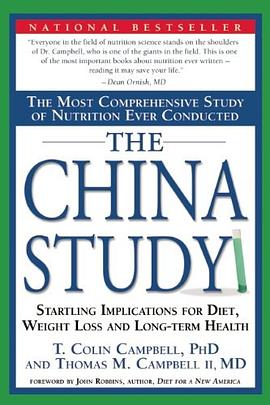 NATIONAL BESTSELLER
"Everyone in the field of nutrition science stands on the shoulders
of Dr. Campbell, who is one of the giants in the field. This is one
of the most important books about nutrition ever written –
reading it may save your life."
– Dean Ornish, MD
THE MOST COMPREHENSIVE STUDY
OF NUTRITION EVER CONDUCTED
THE
CHINA
STUDY
STARTLING IMPLICATIONS FOR DIET,
WEIGHT LOSS AND LONG-TERM HEALTH
T. COLIN CAMPBELL, PHD
AND THOMAS M. CAMPBELL II, MD
FOREWORD BY JOHN ROBBINS, AUTHOR, DIET FOR A NEW AMERICA